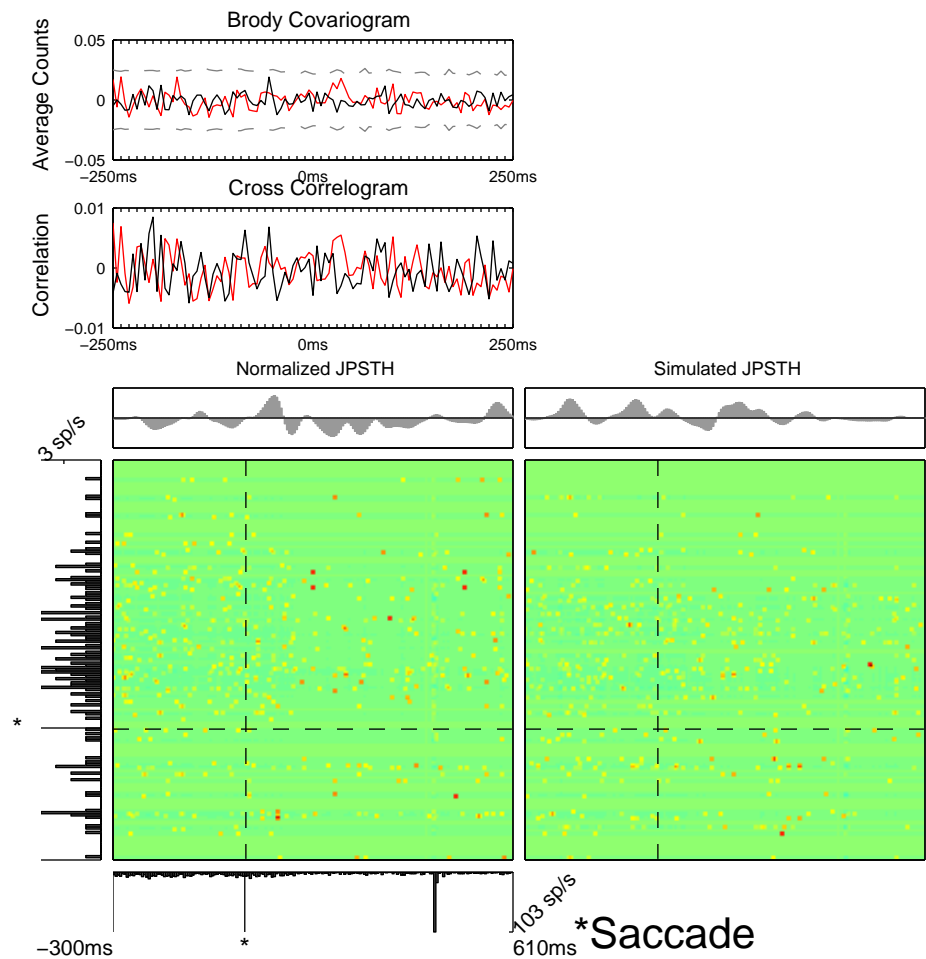 Brody Covariogram
Average Counts
0.05
0
−0.05
−250ms
0ms
250ms
Cross Correlogram
Correlation
0.01
0
−0.01
−250ms
0ms
250ms
Normalized JPSTH
Simulated JPSTH
3 sp/s
*
−300ms
*
103 sp/s
610ms
*Saccade